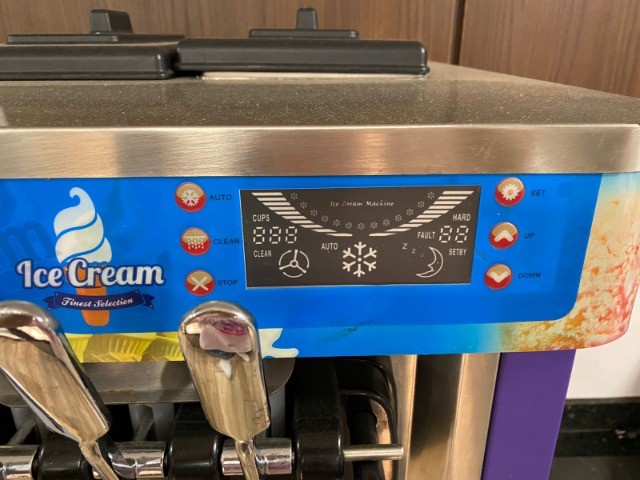 Ice Cream
Finest Selection
AUTO
CLEAN
STOP
Ice Cream Machine
CUPS
HARD
888
FAULT 88
CLEAN
AUTO
Z Z Z
SETBY
SET
UP
DOWN